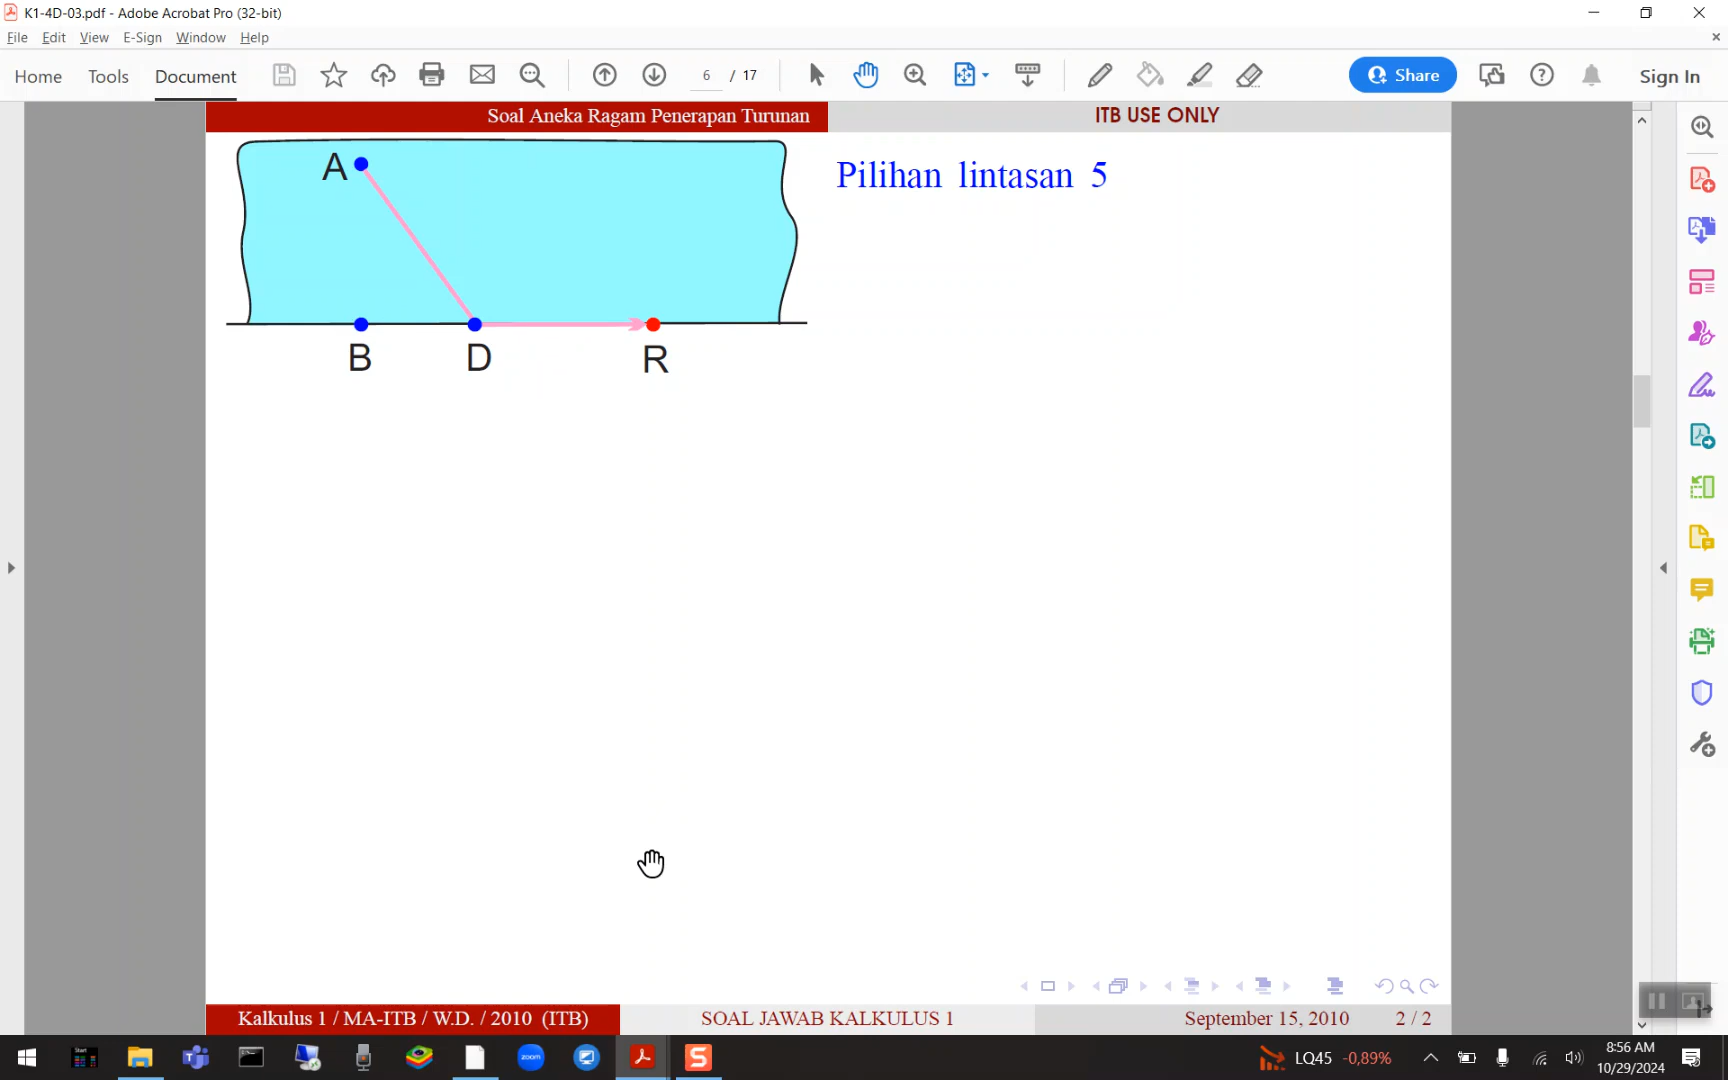 K1-4D-03.pdf - Adobe Acrobat Pro (32-bit)
File Edit View E-Sign Window Help
Home Tools Document 6 / 17 Share Sign In
Soal Aneka Ragam Penerapan Turunan ITB USE ONLY
A
Pilihan lintasan 5
B D R
Kalkulus 1 / MA-ITB / W.D. / 2010 (ITB) SOAL JAWAB KALKULUS 1 September 15, 2010 2 / 2
Start zoom S LQ45 -0,89% 8:56 AM
10/29/2024